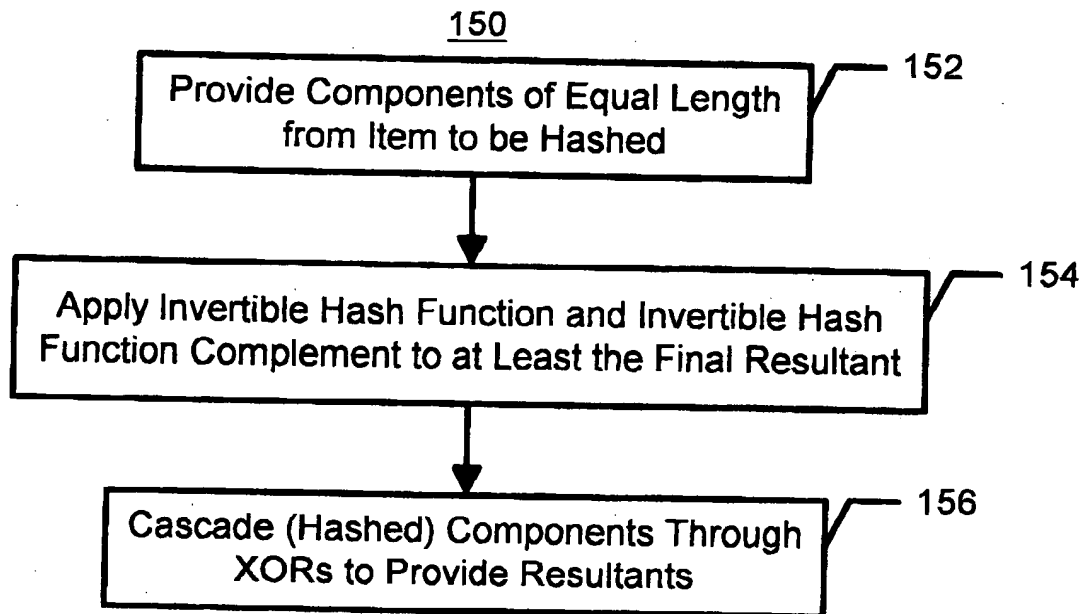 150
Provide Components of Equal Length
from Item to be Hashed
152
Apply Invertible Hash Function and Invertible Hash
Function Complement to at Least the Final Resultant
154
Cascade (Hashed) Components Through
XORs to Provide Resultants
156